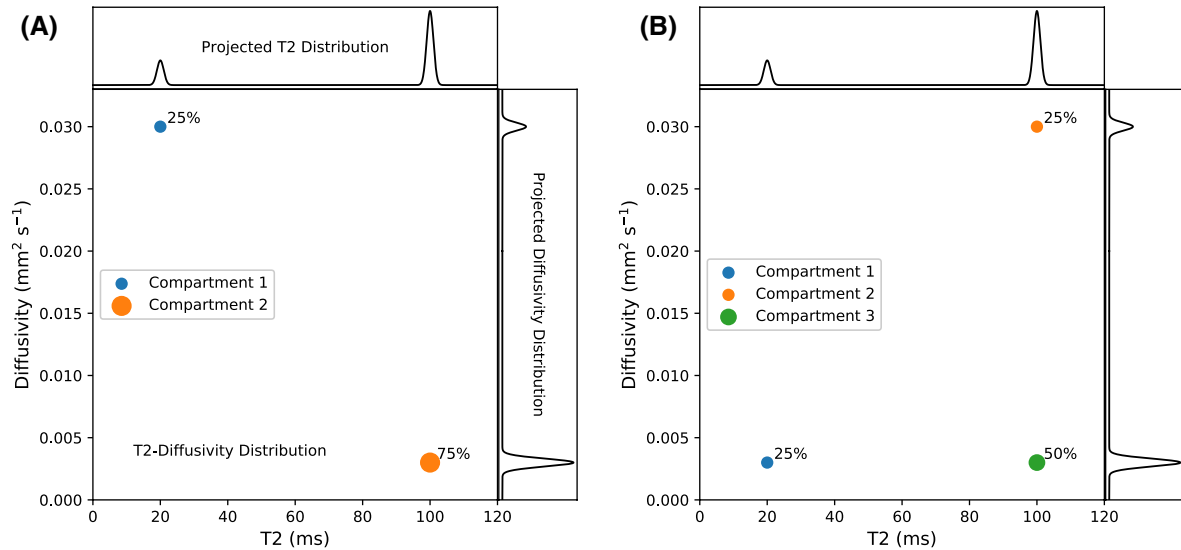 (A)
Projected T2 Distribution
25%
0.030
0.025
0.020
0.015
0.010
0.005
0.000
Diffusivity (mm² s⁻¹)
Compartment 1
Compartment 2
T2-Diffusivity Distribution
75%
0
20
40
60
80
100
120
T2 (ms)
Projected Diffusivity Distribution
(B)
25%
0.030
0.025
0.020
0.015
0.010
0.005
0.000
Diffusivity (mm² s⁻¹)
Compartment 1
Compartment 2
Compartment 3
25%
50%
0
20
40
60
80
100
120
T2 (ms)